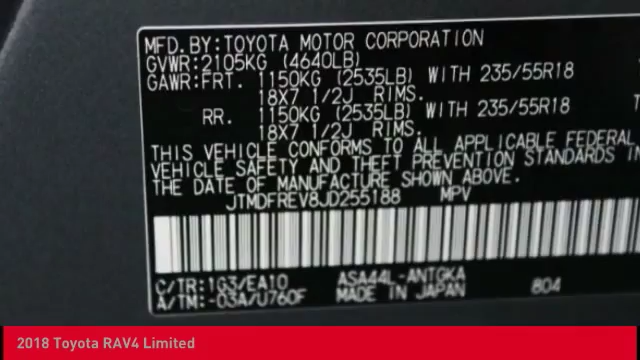 MFD.BY:TOYOTA MOTOR CORPORATION
GVWR:2105KG (4640LB)
GAWR:FRT. 1150KG (2535LB) WITH 235/55R18
18X7 1/2J RIMS.
RR. 1150KG (2535LB) WITH 235/55R18
18X7 1/2J RIMS.
THIS VEHICLE CONFORMS TO ALL APPLICABLE FEDERAL
VEHICLE SAFETY AND THEFT PREVENTION STANDARDS IN
THE DATE OF MANUFACTURE SHOWN ABOVE.
JTMDFREV8JD255188 MPV
C/TR:1G3/EA10 ASA44L-ANTGKA 804
A/TM:-03A/U760F MADE IN JAPAN
2018 Toyota RAV4 Limited